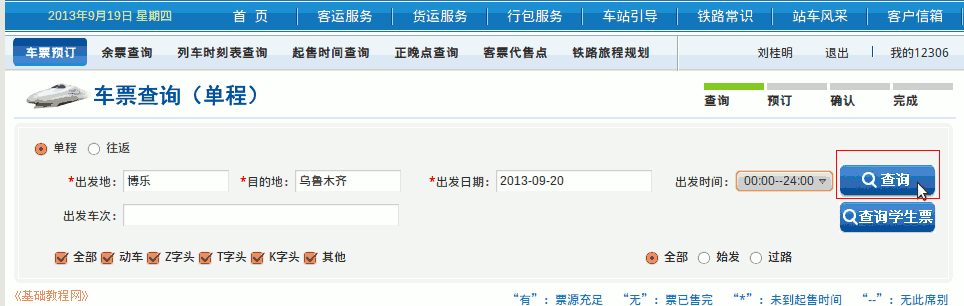 2013年9月19日 星期四 首 页 客运服务 货运服务 行包服务 车站引导 铁路常识 站车风采 客户信箱
车票预订 余票查询 列车时刻表查询 起售时间查询 正晚点查询 客票代售点 铁路旅程规划 刘桂明 退出 我的12306
车票查询（单程）
查询 预订 确认 完成
单程 往返
*出发地： 博乐 *目的地： 乌鲁木齐 *出发日期： 2013-09-20 出发时间： 00:00--24:00 查询
出发车次： 查询学生票
全部 动车 Z字头 T字头 K字头 其他 全部 始发 过路
《基础教程网》 “有”：票源充足 “无”：票已售完 “*”：未到起售时间 “--”：无此席别